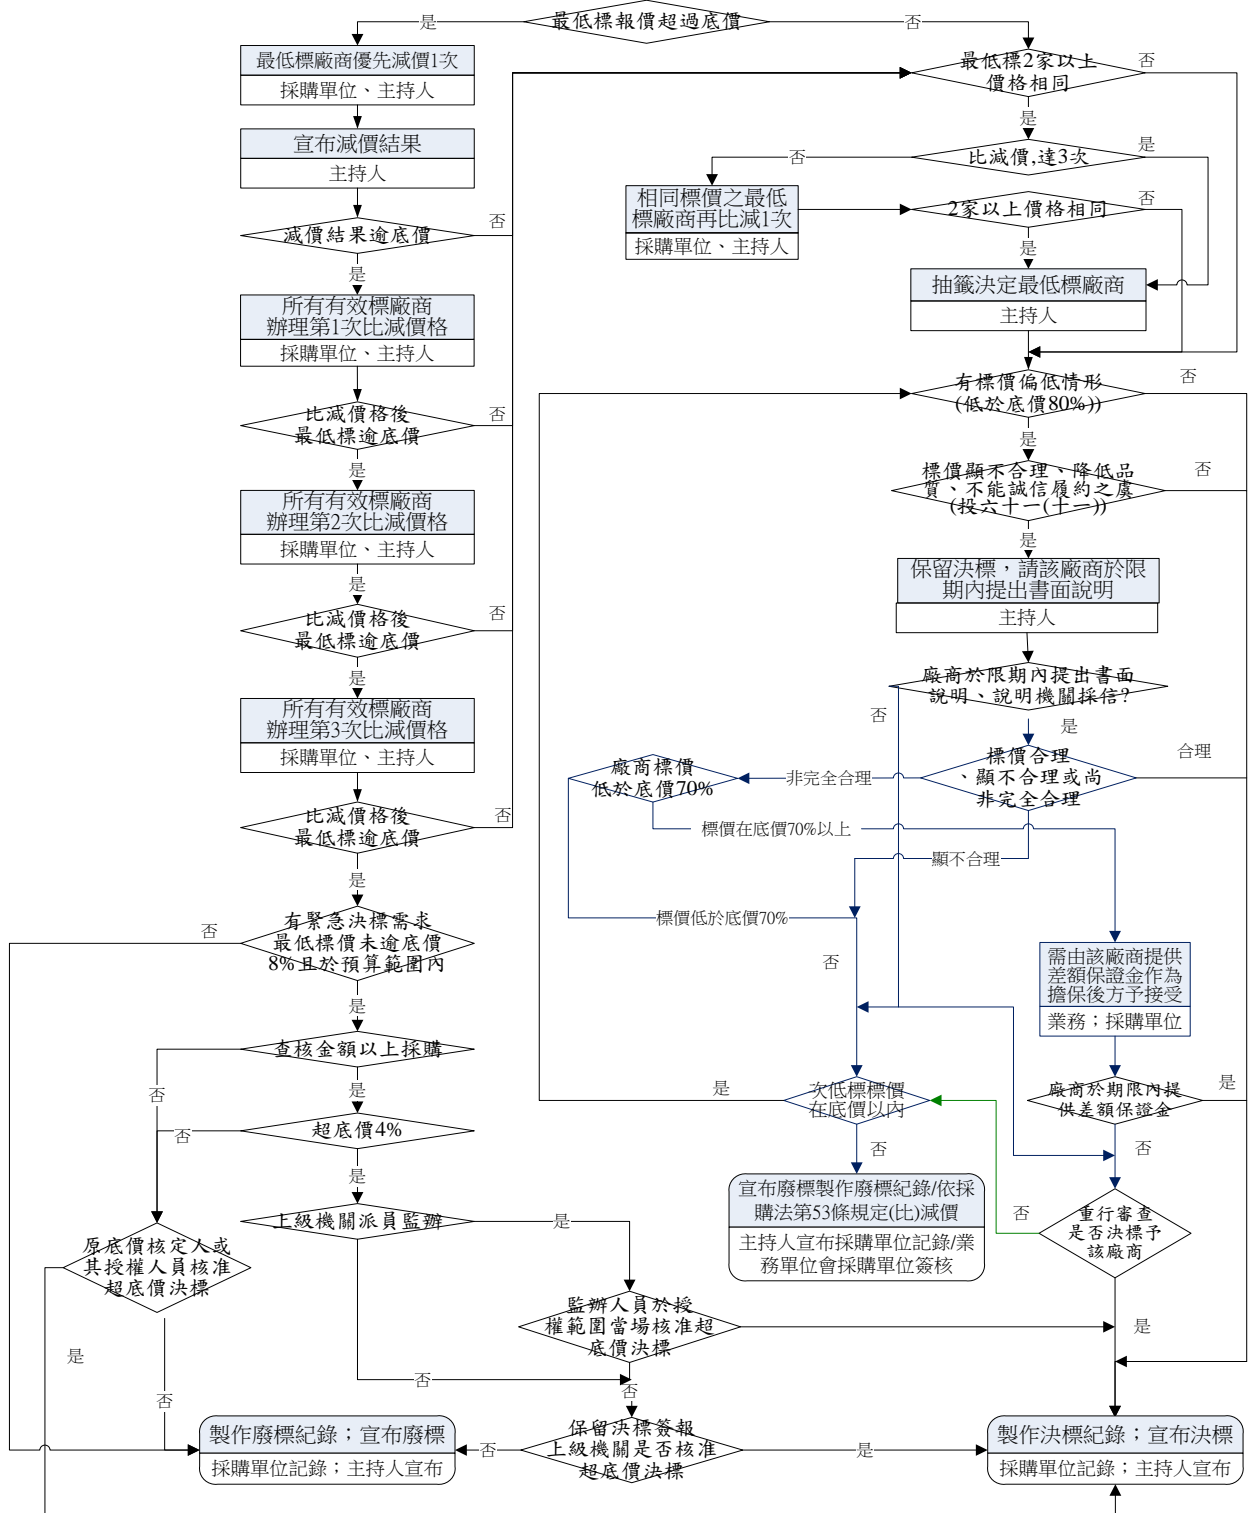 最低標報價超過底價
是
否
最低標廠商優先減價1次
採購單位、主持人
宣布減價結果
主持人
減價結果逾底價
否
是
所有有效標廠商
辦理第1次比減價格
採購單位、主持人
比減價格後
最低標逾底價
否
是
所有有效標廠商
辦理第2次比減價格
採購單位、主持人
是
比減價格後
最低標逾底價
否
是
所有有效標廠商
辦理第3次比減價格
採購單位、主持人
比減價格後
最低標逾底價
否
是
有緊急決標需求
最低標價未逾底價
8%且於預算範圍內
否
是
查核金額以上採購
否
是
超底價4%
否
是
上級機關派員監辦
是
否
原底價核定人或
其授權人員核准
超底價決標
是
否
監辦人員於授
權範圍當場核准超
底價決標
是
否
保留決標簽報
上級機關是否核准
超底價決標
否
是
製作廢標紀錄；宣布廢標
採購單位記錄；主持人宣布
最低標2家以上
價格相同
否
是
比減價,達3次
否
是
相同標價之最低
標廠商再比減1次
採購單位、主持人
2家以上價格相同
否
是
抽籤決定最低標廠商
主持人
有標價偏低情形
(低於底價80%))
否
是
標價顯不合理、降低品
質、不能誠信履約之虞
(投六十一(十一))
否
是
保留決標，請該廠商於限
期內提出書面說明
主持人
廠商於限期內提出書面
說明、說明機關採信?
否
是
標價合理
、顯不合理或尚
非完全合理
合理
非完全合理
顯不合理
廠商標價
低於底價70%
標價在底價70%以上
標價低於底價70%
否
需由該廠商提供
差額保證金作為
擔保後方予接受
業務；採購單位
廠商於期限內提
供差額保證金
是
否
次低標標價
在底價以內
是
否
宣布廢標製作廢標紀錄/依採
購法第53條規定(比)減價
主持人宣布採購單位記錄/業
務單位會採購單位簽核
重行審查
是否決標予
該廠商
否
製作決標紀錄；宣布決標
採購單位記錄；主持人宣布